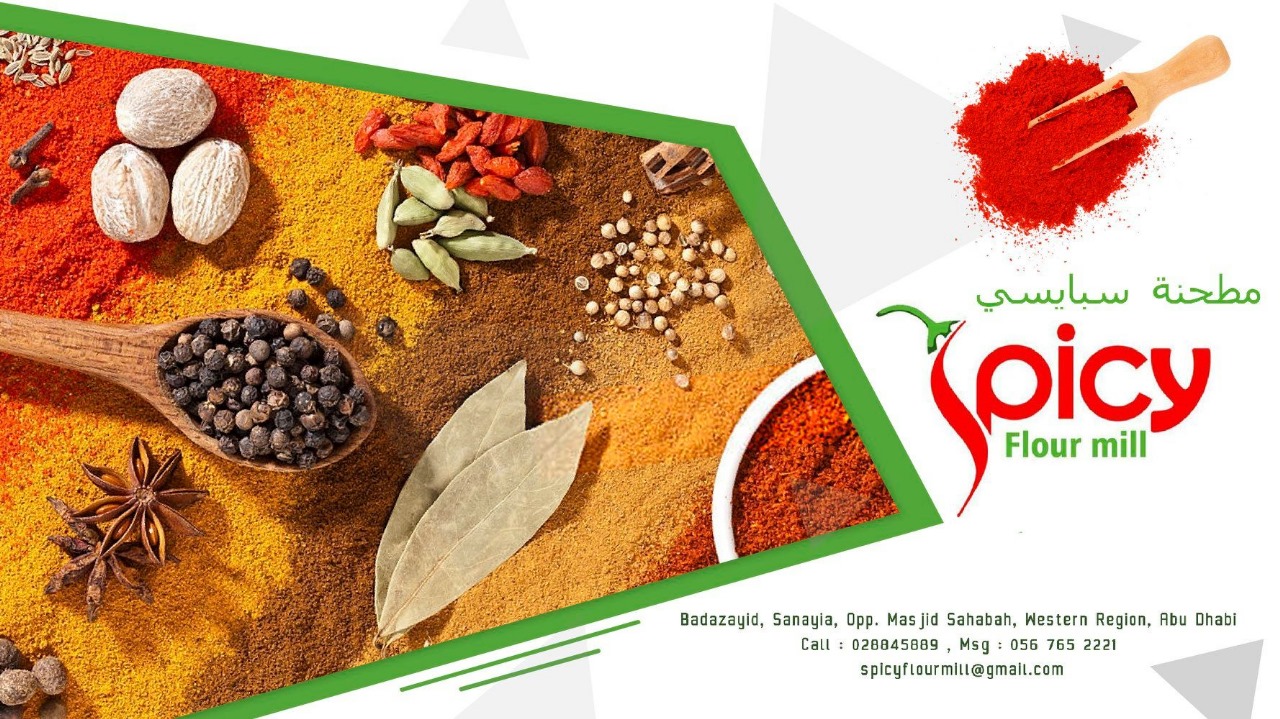 مطحنة سبايسي
Spicy
Flour mill
Badazayid, Sanayia, Opp. Masjid Sahabah, Western Region, Abu Dhabi
Call : 028845889 , Msg : 056 765 2221
spicyflourmill@gmail.com